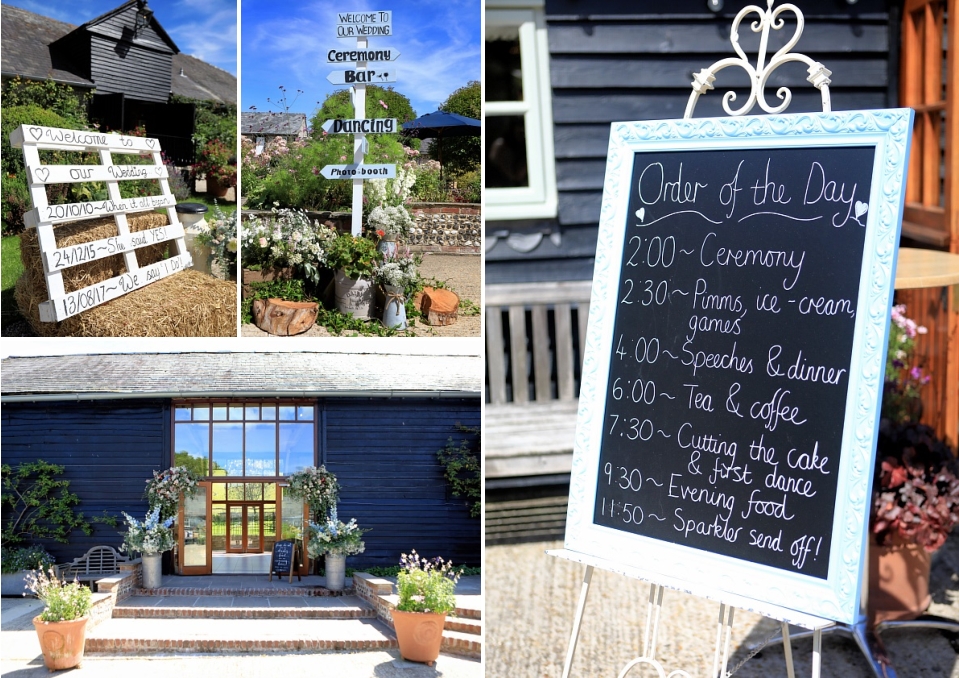 Welcome to
our Wedding
20/10/10~When it all began
24/12/15~She said YES!
13/08/17~We say "I Do"
WELCOME TO
OUR WEDDING
Ceremony
Bar
Dancing
Photo booth
Order of the Day
2:00~ Ceremony
2:30~ Pimms, ice-cream,
games
4:00~Speeches & dinner
6:00~ Tea & coffee
7:30~ Cutting the cake
& first dance
9:30~ Evening food
11:50~ Sparkler send off!